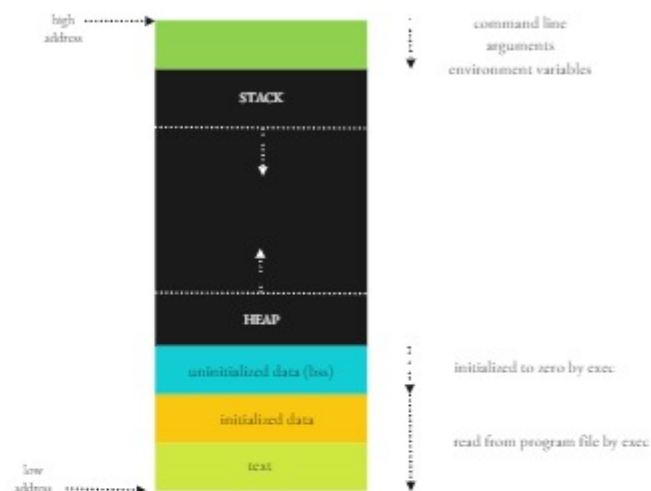 high
address
command line
arguments
environment variables
STACK
HEAP
uninitialized data (bss)
initialized to zero by exec
initialized data
read from program file by exec
text
low
address